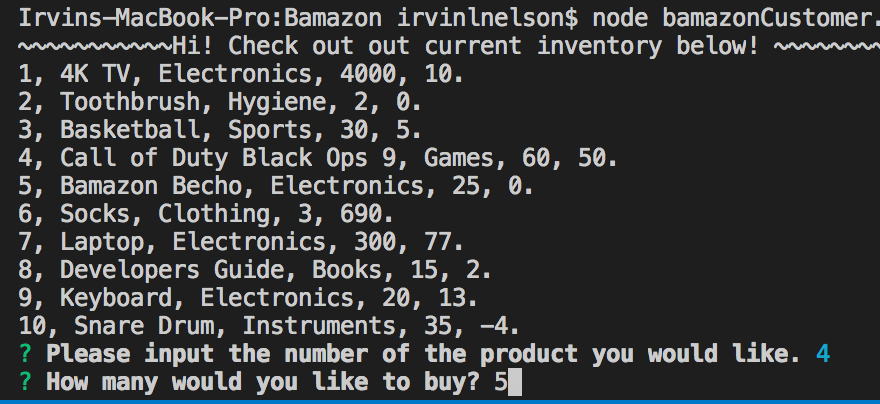 Irvins-MacBook-Pro:Bamazon irvinlnelson$ node bamazonCustomer.
~~~~~~~~~~~Hi! Check out out current inventory below! ~~~~~~~~
1, 4K TV, Electronics, 4000, 10.
2, Toothbrush, Hygiene, 2, 0.
3, Basketball, Sports, 30, 5.
4, Call of Duty Black Ops 9, Games, 60, 50.
5, Bamazon Becho, Electronics, 25, 0.
6, Socks, Clothing, 3, 690.
7, Laptop, Electronics, 300, 77.
8, Developers Guide, Books, 15, 2.
9, Keyboard, Electronics, 20, 13.
10, Snare Drum, Instruments, 35, -4.
? Please input the number of the product you would like. 4
? How many would you like to buy? 5